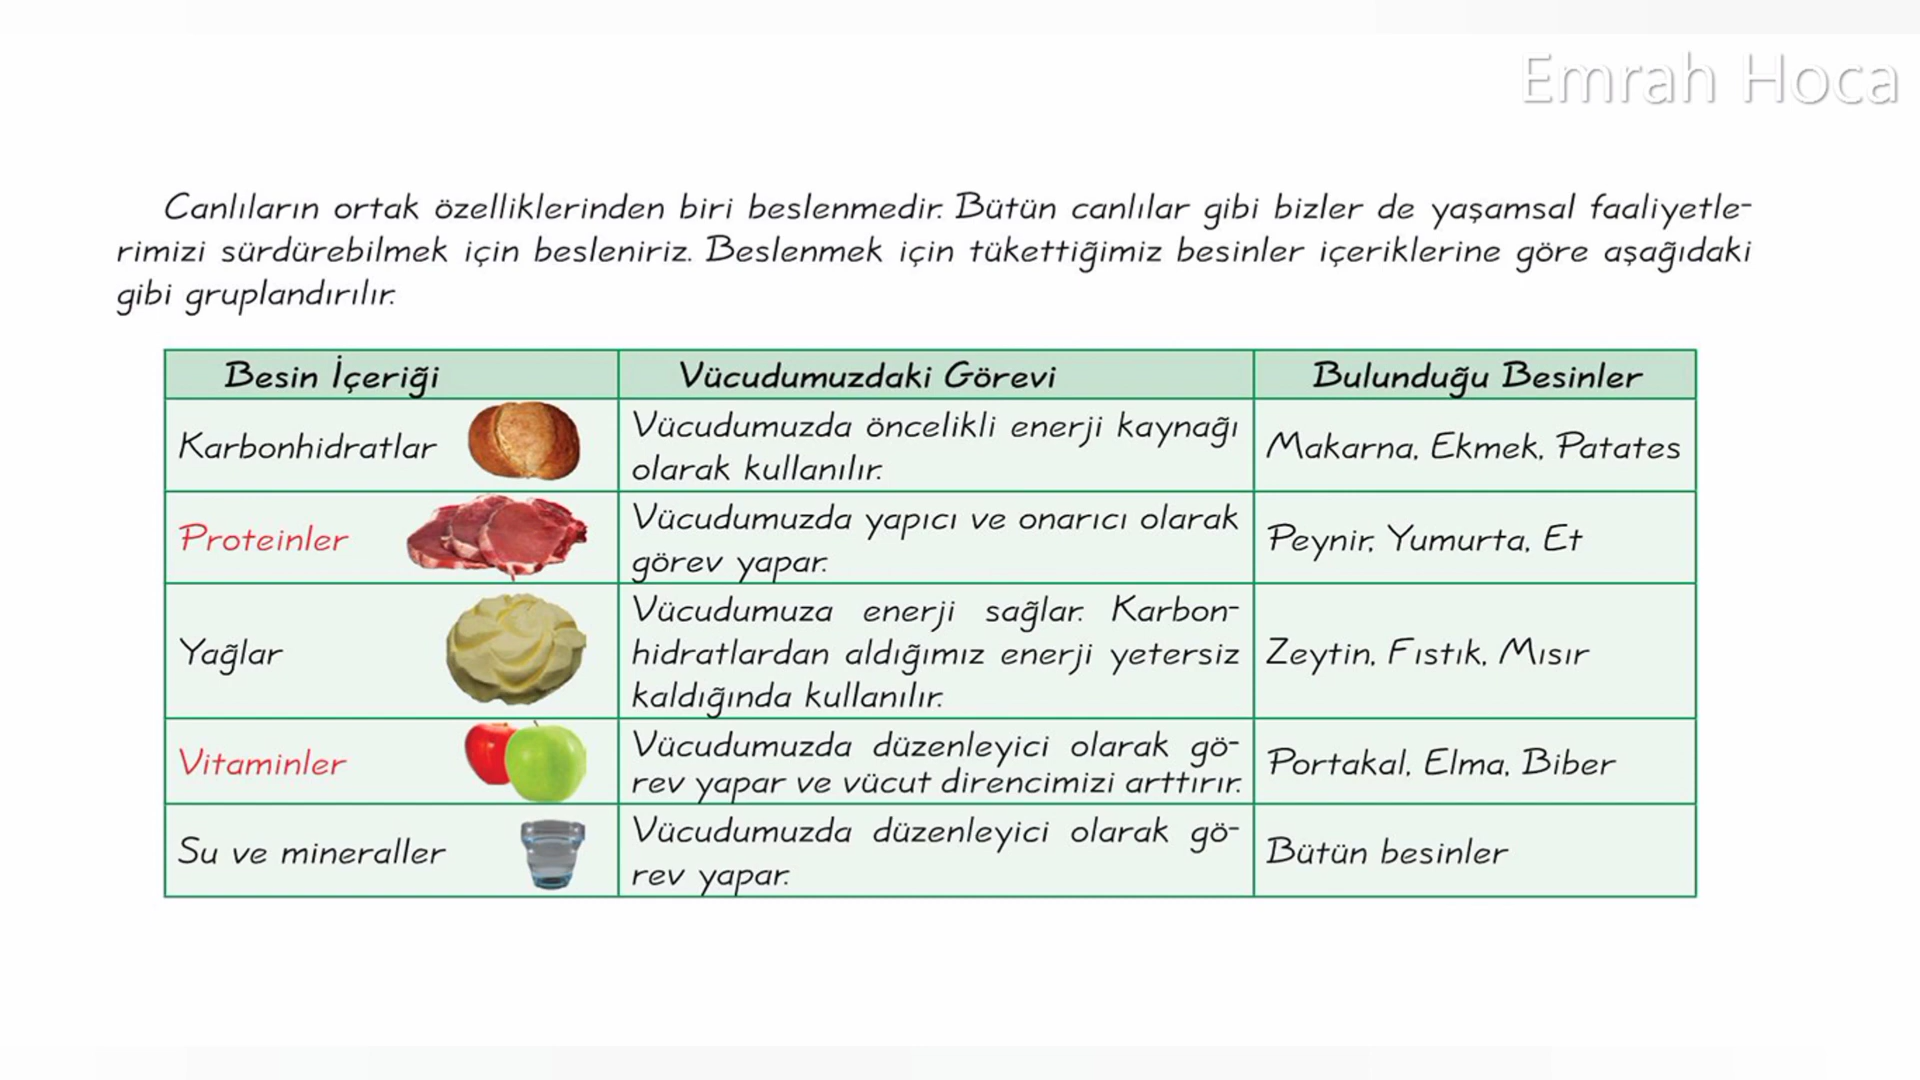 Emrah Hoca
Canlıların ortak özelliklerinden biri beslenmedir. Bütün canlılar gibi bizler de yaşamsal faaliyetle-
rimizi sürdürebilmek için besleniriz. Beslenmek için tükettiğimiz besinler içeriklerine göre aşağıdaki
gibi gruplandırılır.
Besin İçeriği
Vücudumuzdaki Görevi
Bulunduğu Besinler
Karbonhidratlar
Vücudumuzda öncelikli enerji kaynağı
olarak kullanılır.
Makarna, Ekmek, Patates
Proteinler
Vücudumuzda yapıcı ve onarıcı olarak
görev yapar.
Peynir, Yumurta, Et
Yağlar
Vücudumuza enerji sağlar. Karbon-
hidratlardan aldığımız enerji yetersiz
kaldığında kullanılır.
Zeytin, Fıstık, Mısır
Vitaminler
Vücudumuzda düzenleyici olarak gö-
rev yapar ve vücut direncimizi arttırır.
Portakal, Elma, Biber
Su ve mineraller
Vücudumuzda düzenleyici olarak gö-
rev yapar.
Bütün besinler